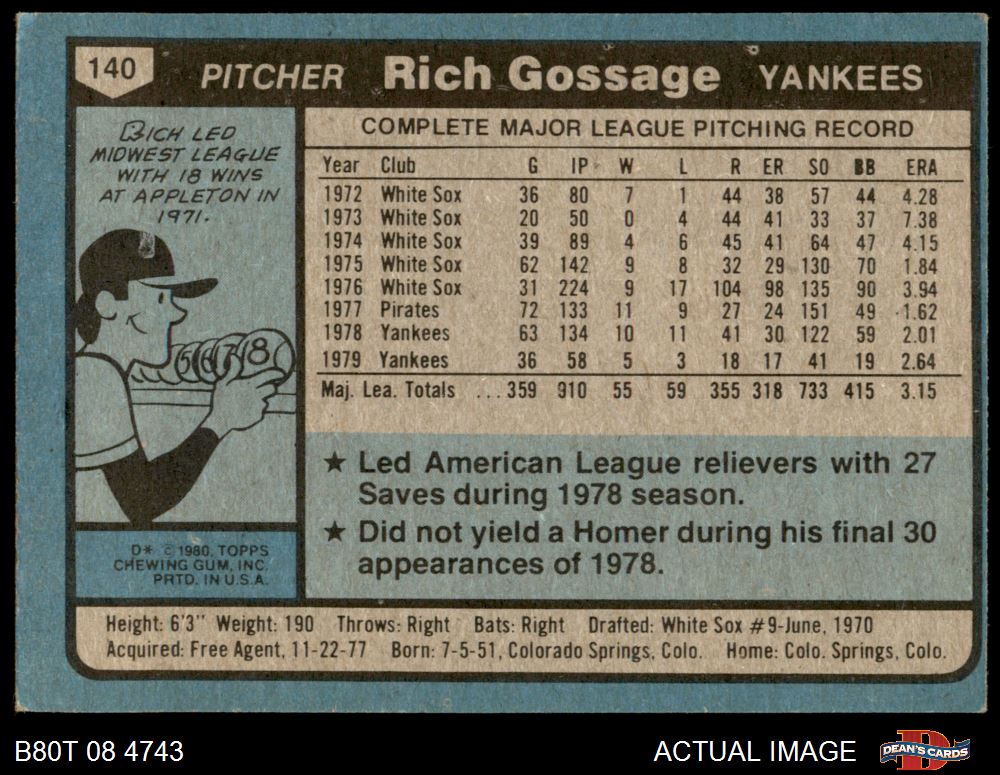 140 PITCHER Rich Gossage YANKEES
RICH LED
MIDWEST LEAGUE
WITH 18 WINS
AT APPLETON IN
1971.
5678
D* © 1980, TOPPS
CHEWING GUM, INC.
PRTD. IN U.S.A.
COMPLETE MAJOR LEAGUE PITCHING RECORD
Year Club G IP W L R ER SO BB ERA
1972 White Sox 36 80 7 1 44 38 57 44 4.28
1973 White Sox 20 50 0 4 44 41 33 37 7.38
1974 White Sox 39 89 4 6 45 41 64 47 4.15
1975 White Sox 62 142 9 8 32 29 130 70 1.84
1976 White Sox 31 224 9 17 104 98 135 90 3.94
1977 Pirates 72 133 11 9 27 24 151 49 1.62
1978 Yankees 63 134 10 11 41 30 122 59 2.01
1979 Yankees 36 58 5 3 18 17 41 19 2.64
Maj. Lea. Totals ...359 910 55 59 355 318 733 415 3.15
★ Led American League relievers with 27
Saves during 1978 season.
★ Did not yield a Homer during his final 30
appearances of 1978.
Height: 6'3" Weight: 190 Throws: Right Bats: Right Drafted: White Sox #9-June, 1970
Acquired: Free Agent, 11-22-77 Born: 7-5-51, Colorado Springs, Colo. Home: Colo. Springs, Colo.
B80T 08 4743 ACTUAL IMAGE DEAN'S CARDS